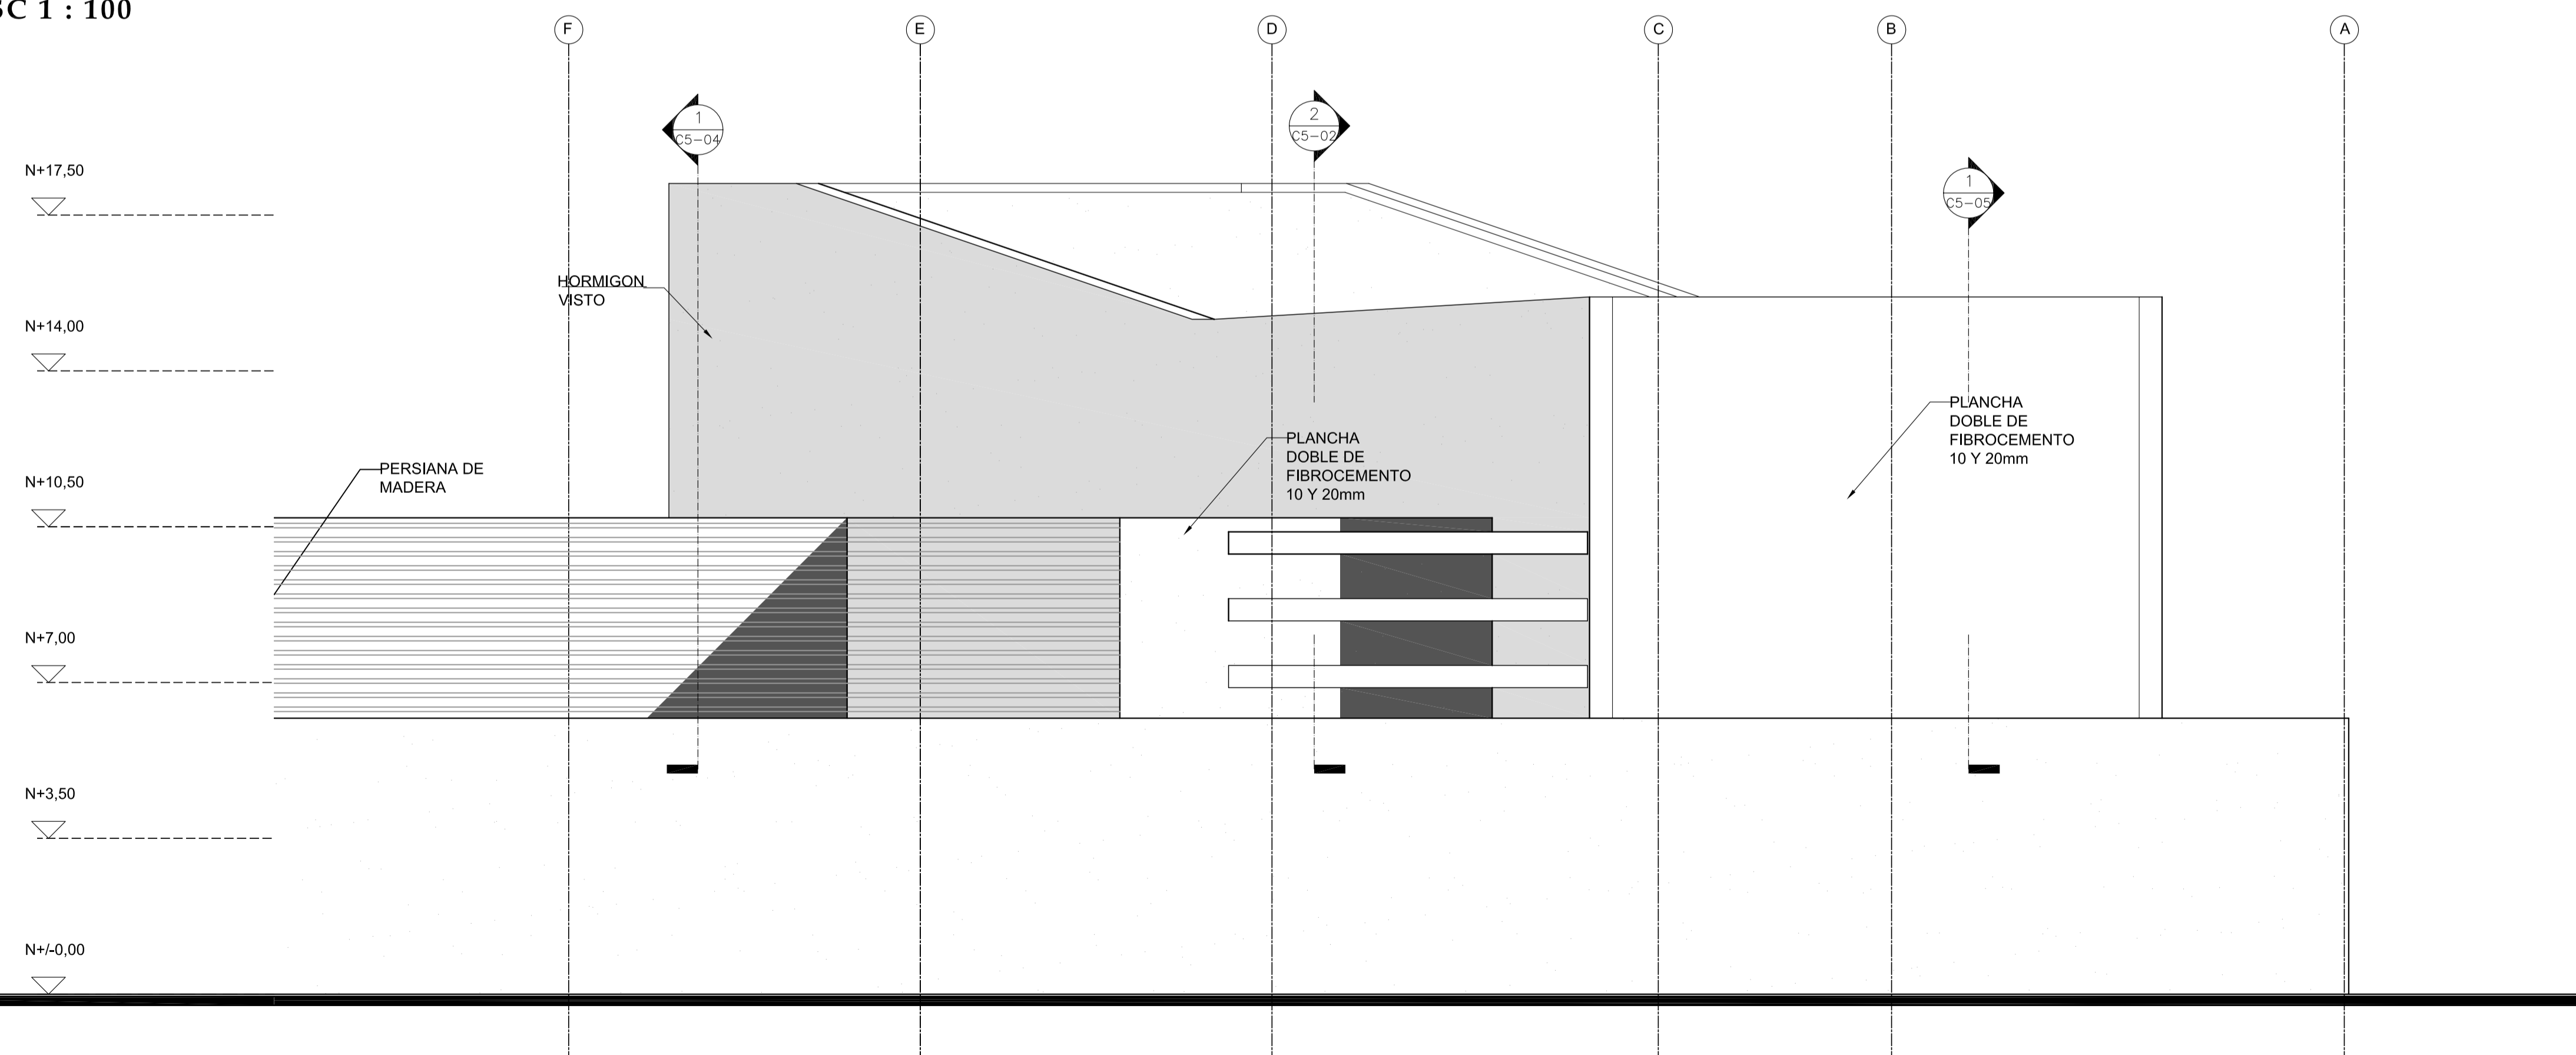 SC 1 : 100
F
E
D
C
B
A
1
C5-04
2
C5-02
1
C5-05
N+17,50
HORMIGON
VISTO
N+14,00
PLANCHA
DOBLE DE
FIBROCEMENTO
10 Y 20mm
PLANCHA
DOBLE DE
FIBROCEMENTO
10 Y 20mm
PERSIANA DE
MADERA
N+10,50
N+7,00
N+3,50
N+/-0,00